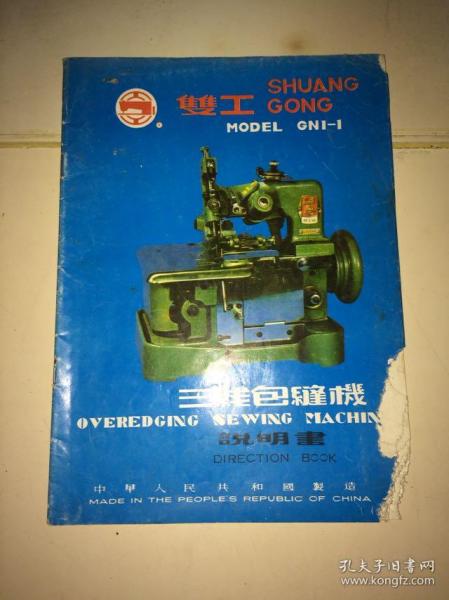 雙工 SHUANG GONG
MODEL GN1-1
三线包縫機
OVEREDGING SEWING MACHIN
説明書
DIRECTION BOOK
中華人民共和國製造
MADE IN THE PEOPLE'S REPUBLIC OF CHINA
孔夫子旧书网
www.kongfz.com